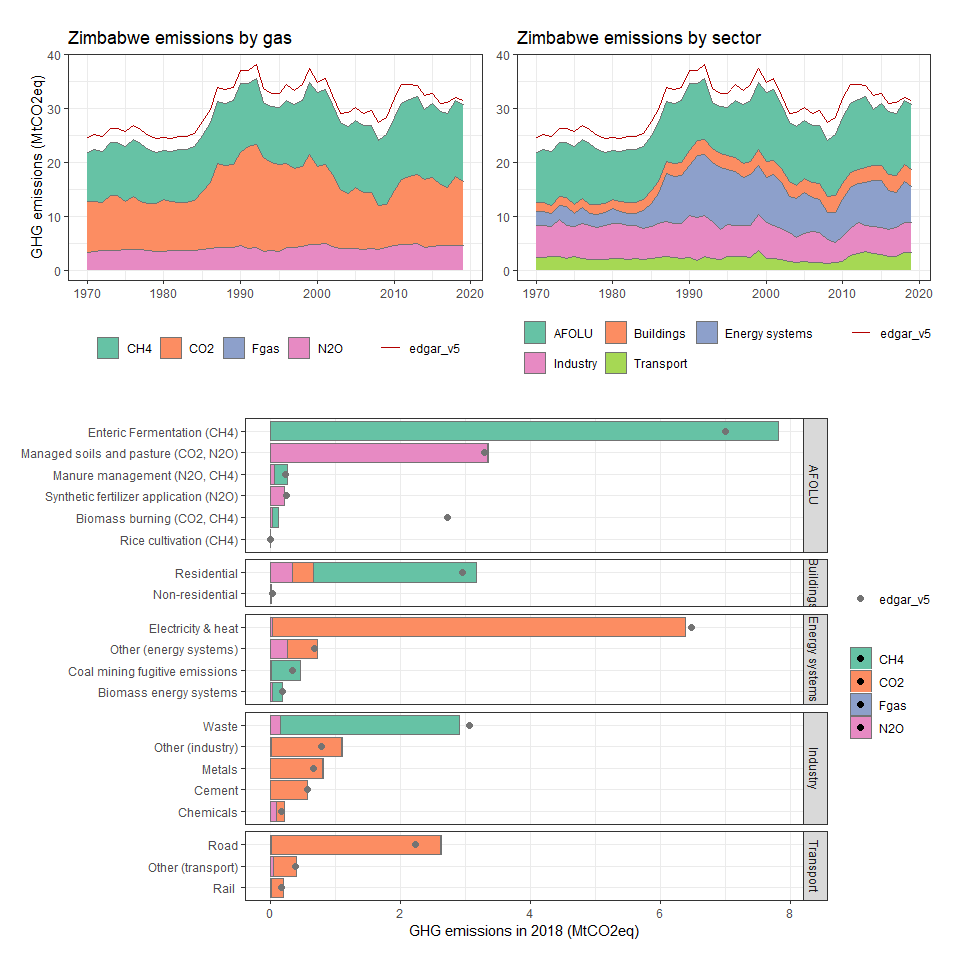 Zimbabwe emissions by gas
Zimbabwe emissions by sector
GHG emissions (MtCO2eq)
40
30
20
10
0
1970
1980
1990
2000
2010
2020
40
30
20
10
0
1970
1980
1990
2000
2010
2020
CH4
CO2
Fgas
N2O
edgar_v5
AFOLU
Buildings
Energy systems
edgar_v5
Industry
Transport
Enteric Fermentation (CH4)
Managed soils and pasture (CO2, N2O)
Manure management (N2O, CH4)
Synthetic fertilizer application (N2O)
Biomass burning (CO2, CH4)
Rice cultivation (CH4)
AFOLU
Residential
Non-residential
Buildings
Electricity & heat
Other (energy systems)
Coal mining fugitive emissions
Biomass energy systems
Energy systems
Waste
Other (industry)
Metals
Cement
Chemicals
Industry
Road
Other (transport)
Rail
Transport
0
2
4
6
8
GHG emissions in 2018 (MtCO2eq)
edgar_v5
CH4
CO2
Fgas
N2O